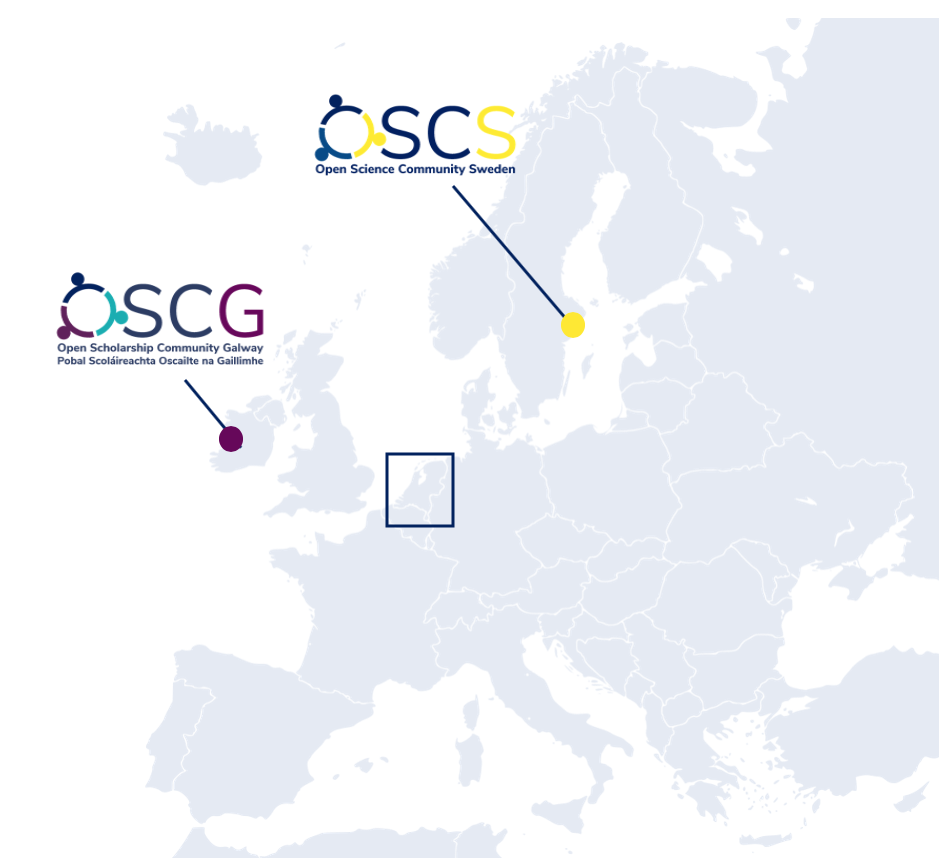 OSCS
Open Science Community Sweden
OSCG
Open Scholarship Community Galway
Pobal Scoláireachta Oscailte na Gaillimhe